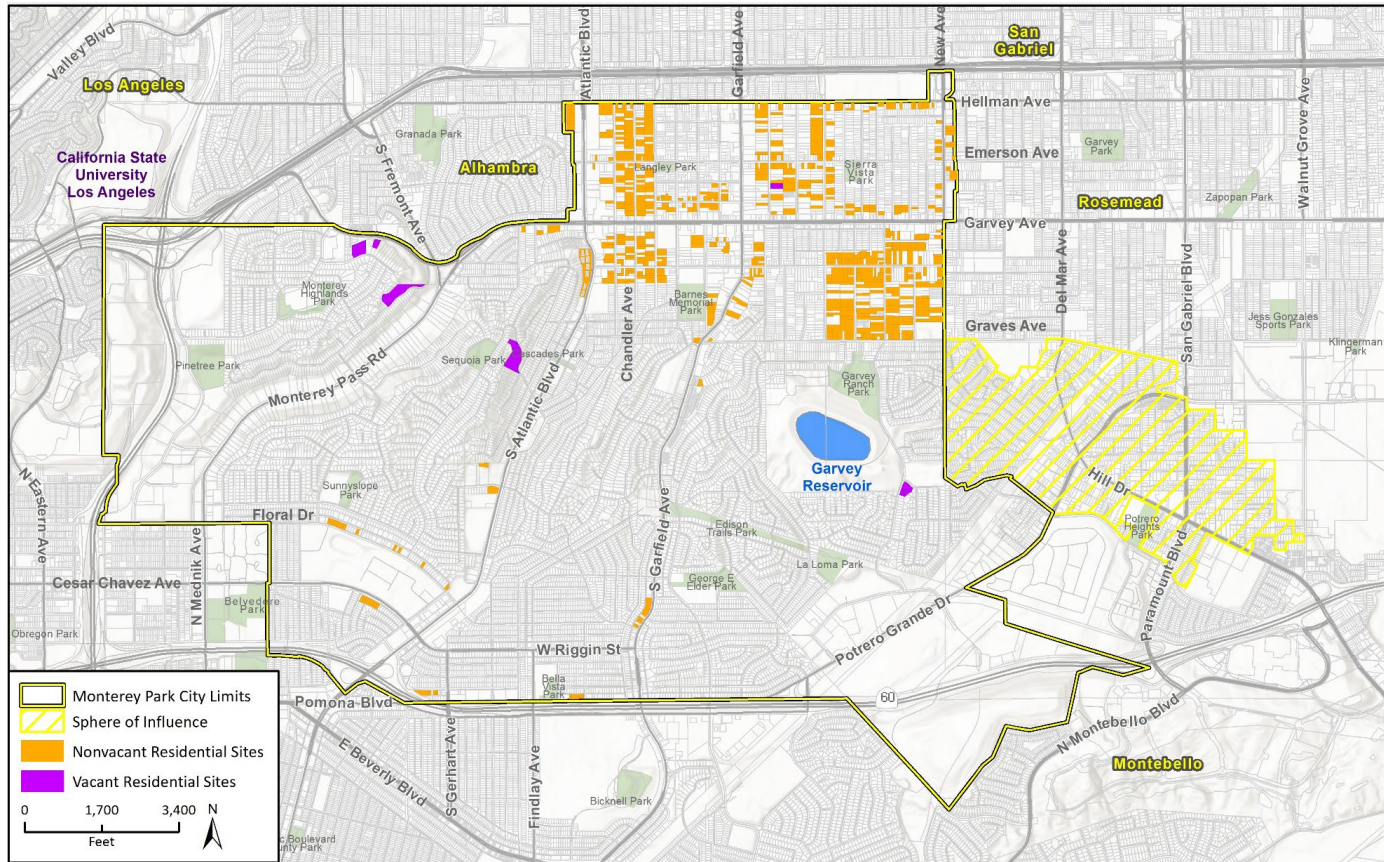 Valley Blvd
Los Angeles
California State
University
Los Angeles
Granada Park
S Fremont Ave
Alhambra
Atlantic Blvd
Garfield Ave
New Ave
San
Gabriel
Hellman Ave
Emerson Ave
Garvey
Park
Walnut Grove Ave
Langley Park
Sierra
Vista
Park
Zapopan Park
Rosemead
Garvey Ave
Monterey
Highlands
Park
Barnes
Memorial
Park
Chandler Ave
Graves Ave
Del Mar Ave
San Gabriel Blvd
Jess Gonzales
Sports Park
Klingerman
Park
Pinetree Park
Monterey Pass Rd
Sequoia Park
Cascades Park
S Atlantic Blvd
Garvey
Ranch
Park
Garvey
Reservoir
Hill Dr
Potrero
Heights
Park
Paramount Blvd
N Eastern Ave
Sunnyslope
Park
Floral Dr
S Garfield Ave
Edison
Trails Park
La Loma Park
George E
Elder Park
Cesar Chavez Ave
N Mednik Ave
Belvedere
Park
Obregon Park
Potrero Grande Dr
W Riggin St
Bella
Vista
Park
Pomona Blvd
60
N Montebello Blvd
Montebello
E Beverly Blvd
S Gerhart Ave
Findlay Ave
Bicknell Park
Boulevard
Park
Monterey Park City Limits
Sphere of Influence
Nonvacant Residential Sites
Vacant Residential Sites
0 1,700 3,400
Feet
N